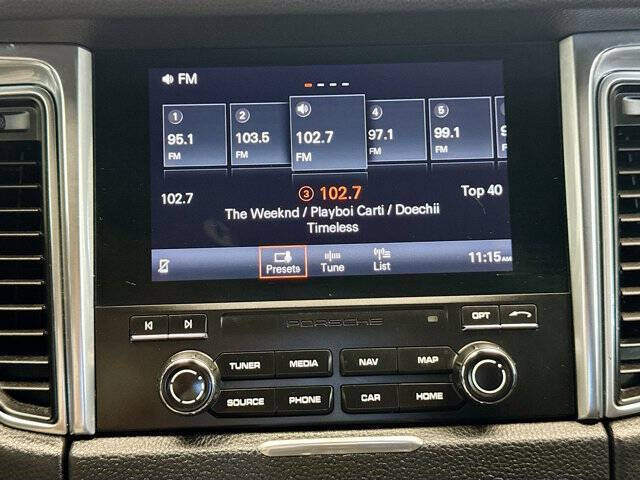 FM
1 2 4 5
95.1 103.5 102.7 97.1 99.1 9
FM FM FM FM FM
102.7 3 102.7 Top 40
The Weeknd / Playboi Carti / Doechii
Timeless
Presets Tune List 11:15AM
PORSCHE OPT
TUNER MEDIA NAV MAP
SOURCE PHONE CAR HOME